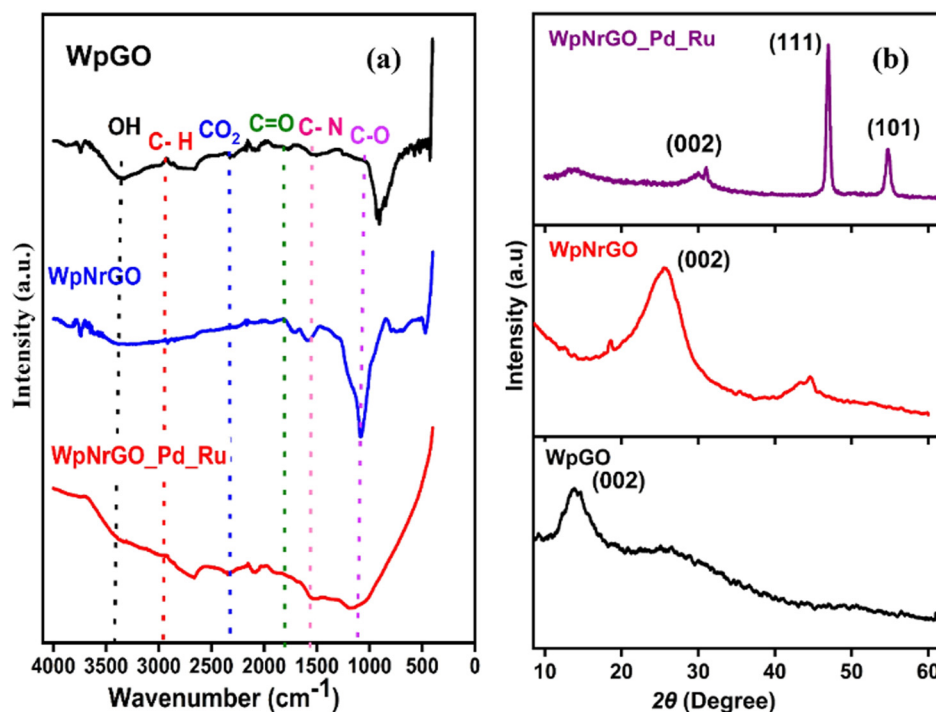 WpGO
(a)
OH
C- H
CO2
C=O
C- N
C-O
WpNrGO
WpNrGO_Pd_Ru
Intensity (a.u.)
4000 3500 3000 2500 2000 1500 1000 500 0
Wavenumber (cm-1)
WpNrGO_Pd_Ru
(111)
(b)
(002)
(101)
WpNrGO
(002)
WpGO
(002)
Intensity (a.u)
10 20 30 40 50 60
2θ (Degree)